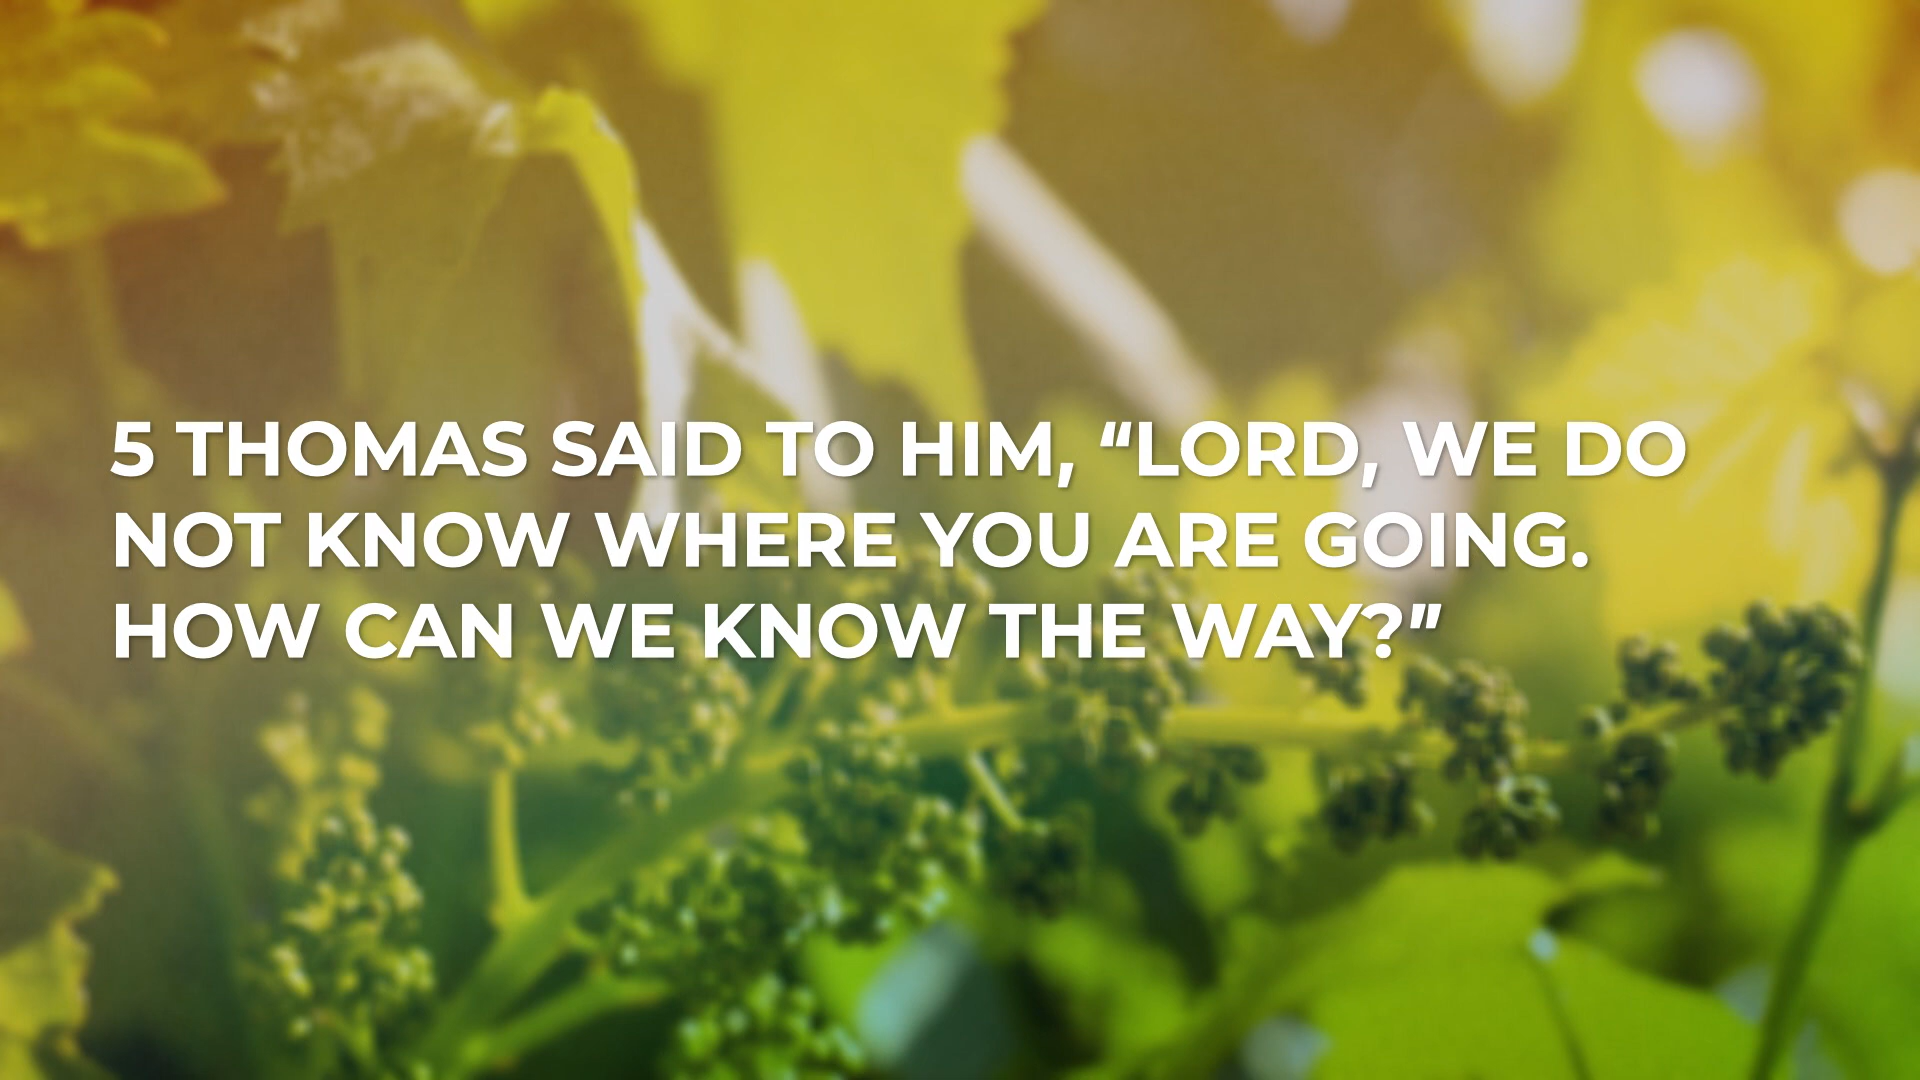 5 THOMAS SAID TO HIM, “LORD, WE DO
NOT KNOW WHERE YOU ARE GOING.
HOW CAN WE KNOW THE WAY?”